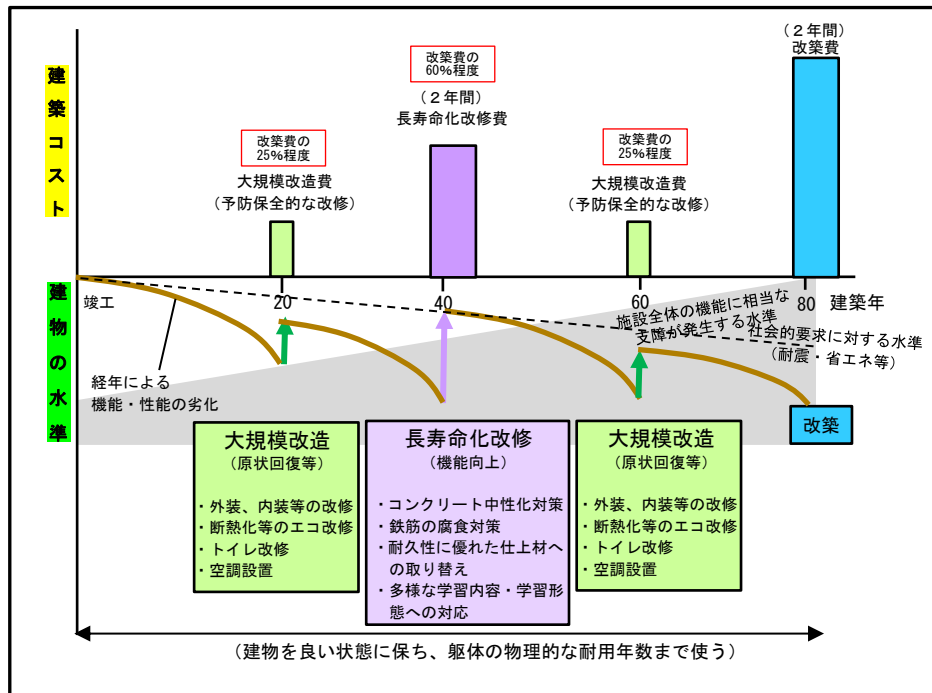 建築コスト
（２年間）
改築費
改築費の
60%程度
（２年間）
長寿命化改修費
改築費の
25%程度
大規模改造費
（予防保全的な改修）
改築費の
25%程度
大規模改造費
（予防保全的な改修）
建物の水準
竣工
20
40
60
80
建築年
施設全体の機能に相当な
支障が発生する水準
社会的要求に対する水準
（耐震・省エネ等）
経年による
機能・性能の劣化
改築
大規模改造
（原状回復等）
・外装、内装等の改修
・断熱化等のエコ改修
・トイレ改修
・空調設置
長寿命化改修
（機能向上）
・コンクリート中性化対策
・鉄筋の腐食対策
・耐久性に優れた仕上材へ
の取り替え
・多様な学習内容・学習形
態への対応
大規模改造
（原状回復等）
・外装、内装等の改修
・断熱化等のエコ改修
・トイレ改修
・空調設置
（建物を良い状態に保ち、躯体の物理的な耐用年数まで使う）